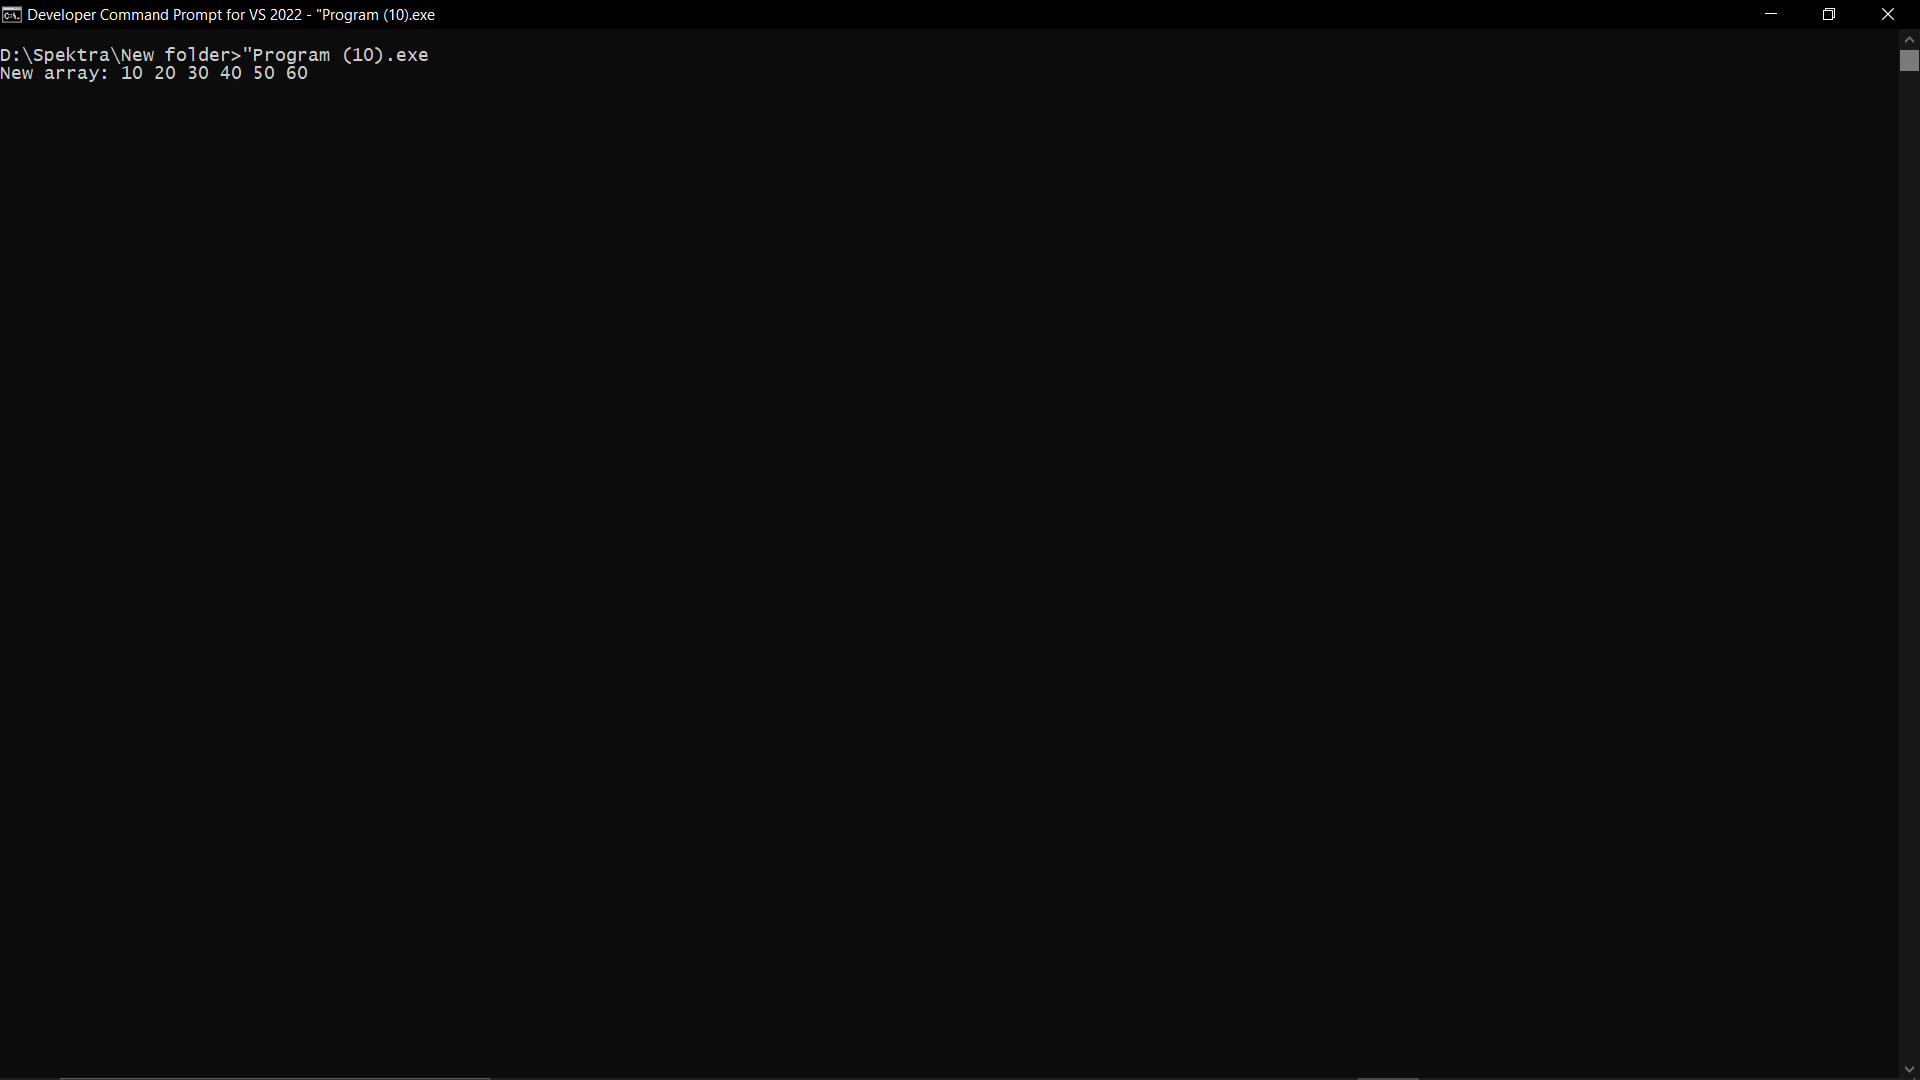 Developer Command Prompt for VS 2022 - "Program (10).exe
D:\Spektra\New folder>"Program (10).exe
New array: 10 20 30 40 50 60